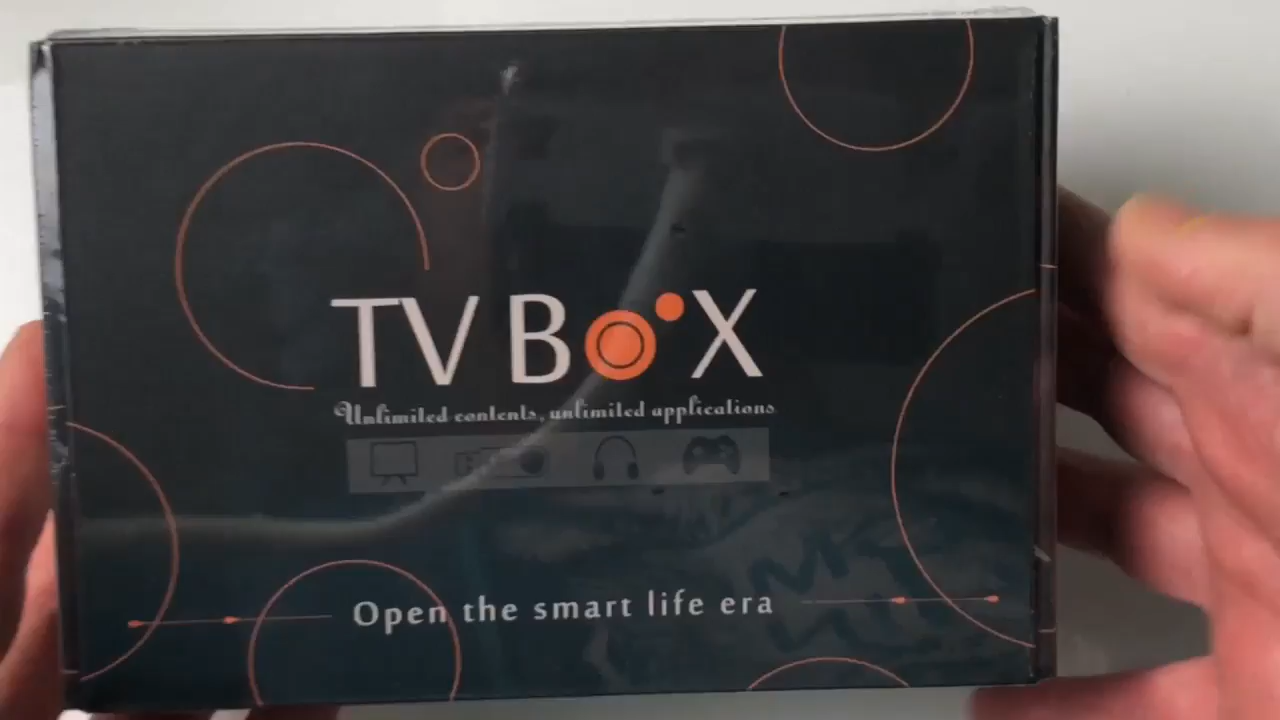 TV BOX
Unlimited contents, unlimited applications
Open the smart life era